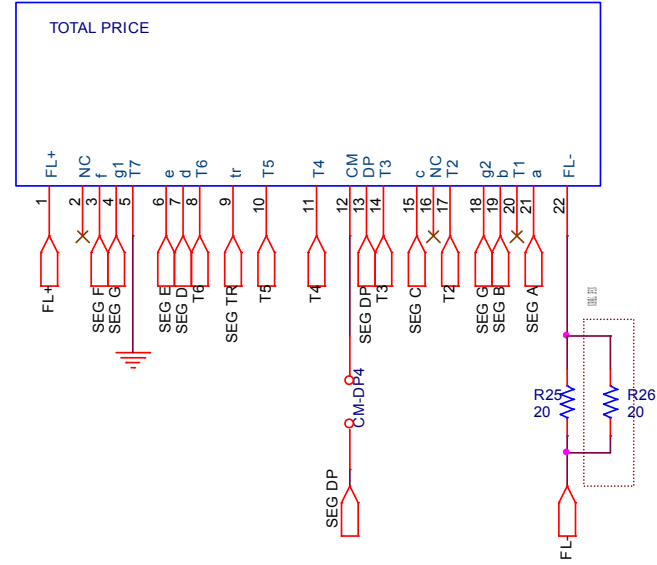 TOTAL PRICE
FL+
NC
f
g1
T7
e
d
T6
tr
T5
T4
CM
DP
T3
c
NC
T2
g2
b
T1
a
FL-
1
2
3
4
5
6
7
8
9
10
11
12
13
14
15
16
17
18
19
20
21
22
FL+
SEG F
SEG G
SEG E
SEG D
T6
SEG TR
T5
T4
SEG DP
T3
SEG C
T2
SEG G
SEG B
SEG A
CM-DP4
R25
20
R26
20
SEG DP
FL-